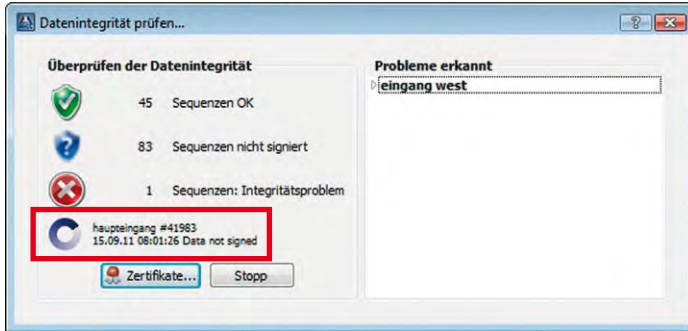 Datenintegrität prüfen...
Überprüfen der Datenintegrität
45 Sequenzen OK
83 Sequenzen nicht signiert
1 Sequenzen: Integritätsproblem
haupteingang #41983
15.09.11 08:01:26 Data not signed
Zertifikate... Stopp
Probleme erkannt
eingang west